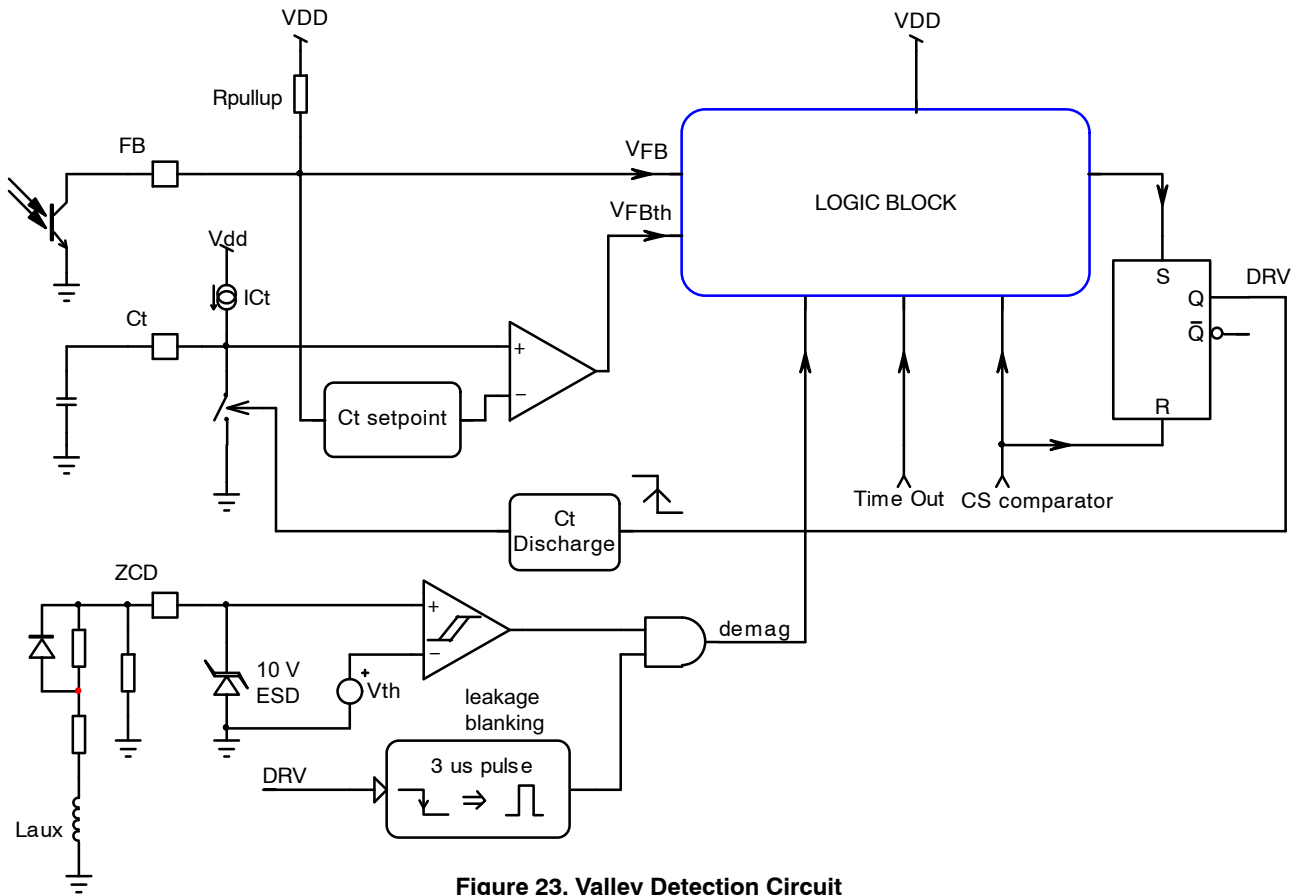 VDD
VDD
Rpullup
FB
VFB
LOGIC BLOCK
VFBth
Vdd
ICt
S
DRV
Q
Ct
Q̅
+
−
Ct setpoint
R
Time Out
CS comparator
Ct
Discharge
ZCD
+
−
demag
10 V
ESD
+
Vth
leakage
blanking
3 us pulse
DRV
⇒
Laux
Figure 23. Valley Detection Circuit